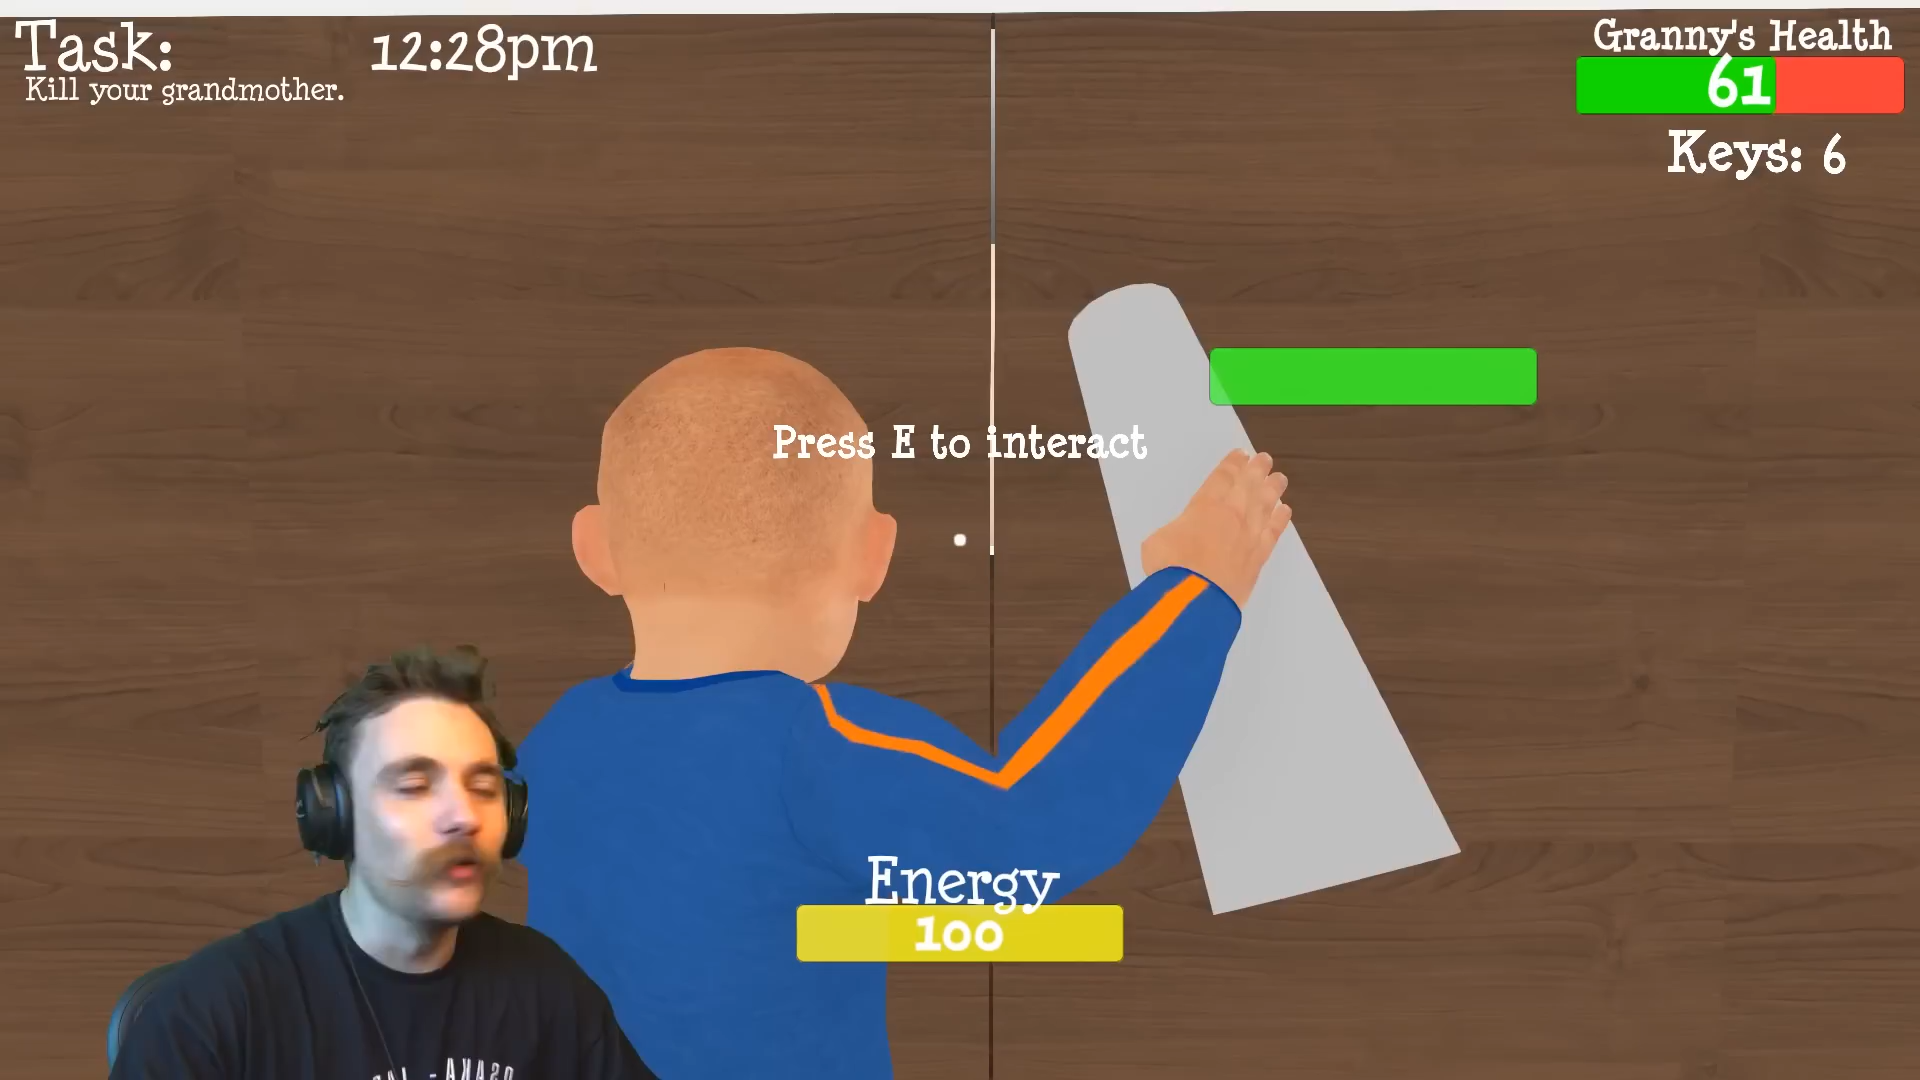 Task:
Kill your grandmother.
12:28pm
Granny's Health
61
Keys: 6
Press E to interact
Energy
100